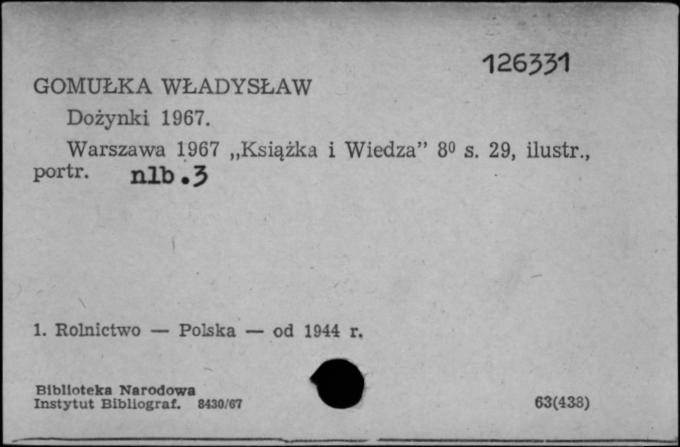 126331
GOMUŁKA WŁADYSŁAW
Dożynki 1967.
Warszawa 1967 „Książka i Wiedza” 8⁰ s. 29, ilustr.,
portr. nlb.3
1. Rolnictwo — Polska — od 1944 r.
Biblioteka Narodowa
Instytut Bibliograf. 8430/67 63(438)